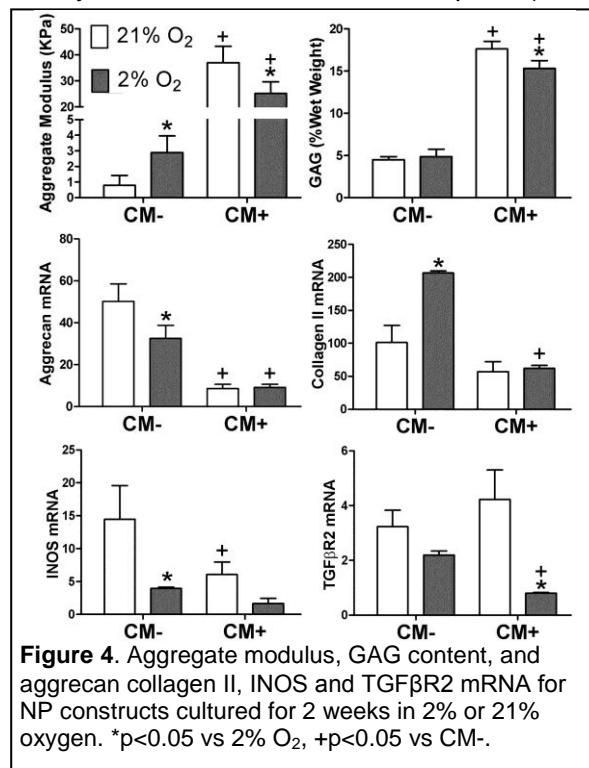 21% O₂
2% O₂
Aggregate Modulus (KPa)
50
40
30
20
10
5
4
3
2
1
0
*
+
+
*
CM-
CM+
GAG (%Wet Weight)
20
15
10
5
0
+
+
*
CM-
CM+
Aggrecan mRNA
80
60
40
20
0
*
+
+
CM-
CM+
Collagen II mRNA
250
200
150
100
50
0
*
+
CM-
CM+
INOS mRNA
20
15
10
5
0
*
+
CM-
CM+
TGFβR2 mRNA
6
4
2
0
+
*
CM-
CM+
Figure 4. Aggregate modulus, GAG content, and
aggrecan collagen II, INOS and TGFβR2 mRNA for
NP constructs cultured for 2 weeks in 2% or 21%
oxygen. *p<0.05 vs 2% O₂, +p<0.05 vs CM-.